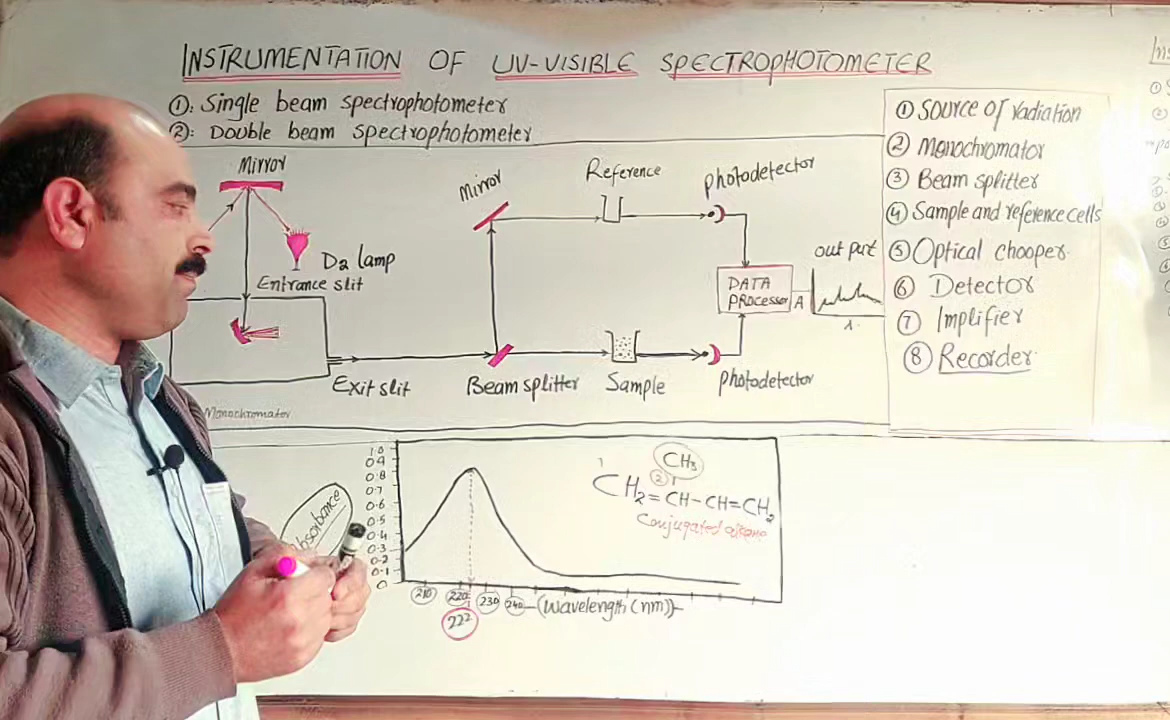 INSTRUMENTATION OF UV-VISIBLE SPECTROPHOTOMETER
①: Single beam spectrophotometer
②: Double beam spectrophotometer
Mirror
D2 lamp
Entrance slit
Exit slit
Monochromator
Mirror
Reference
photodetector
Beam splitter
Sample
photodetector
DATA
PROCESSOR
out put
A
λ
① Source of radiation
② Monochromator
③ Beam splitter
④ Sample and reference cells
⑤ Optical chooper
⑥ Detector
⑦ Implifier
⑧ Recorder
1.0
0.9
0.8
0.7
0.6
0.5
0.4
0.3
0.2
0.1
0
210 220 230 240 (Wavelength (nm))
222
CH3
1 2
CH2=CH-CH=CH2
Conjugated